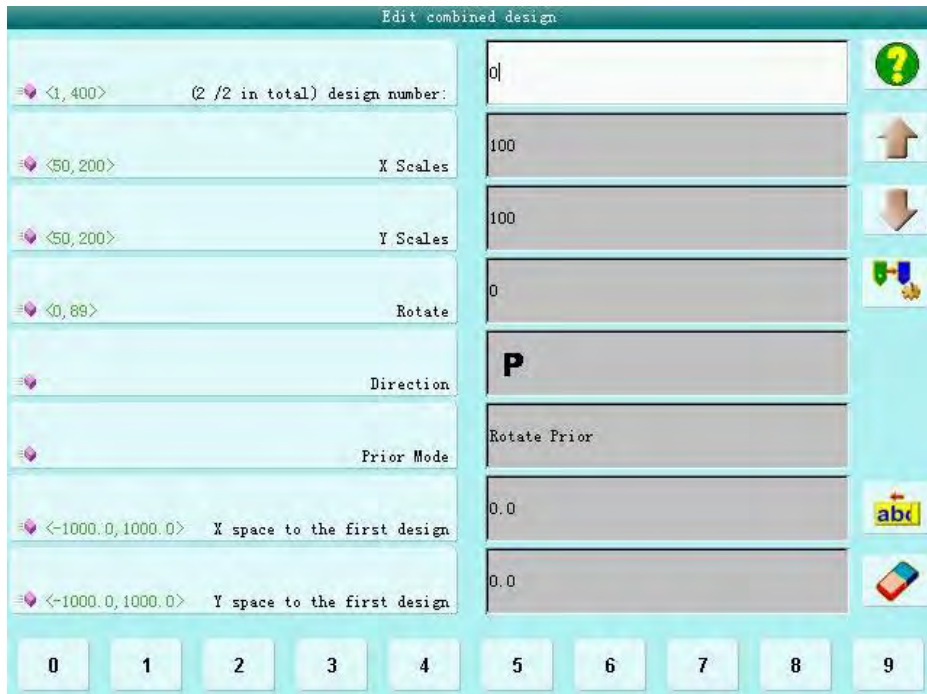 Edit combined design
<1,400> (2 /2 in total) design number: 0
<50,200> X Scales 100
<50,200> Y Scales 100
<0,89> Rotate 0
Direction P
Prior Mode Rotate Prior
<-1000.0,1000.0> X space to the first design 0.0
abc
<-1000.0,1000.0> Y space to the first design 0.0
0 1 2 3 4 5 6 7 8 9